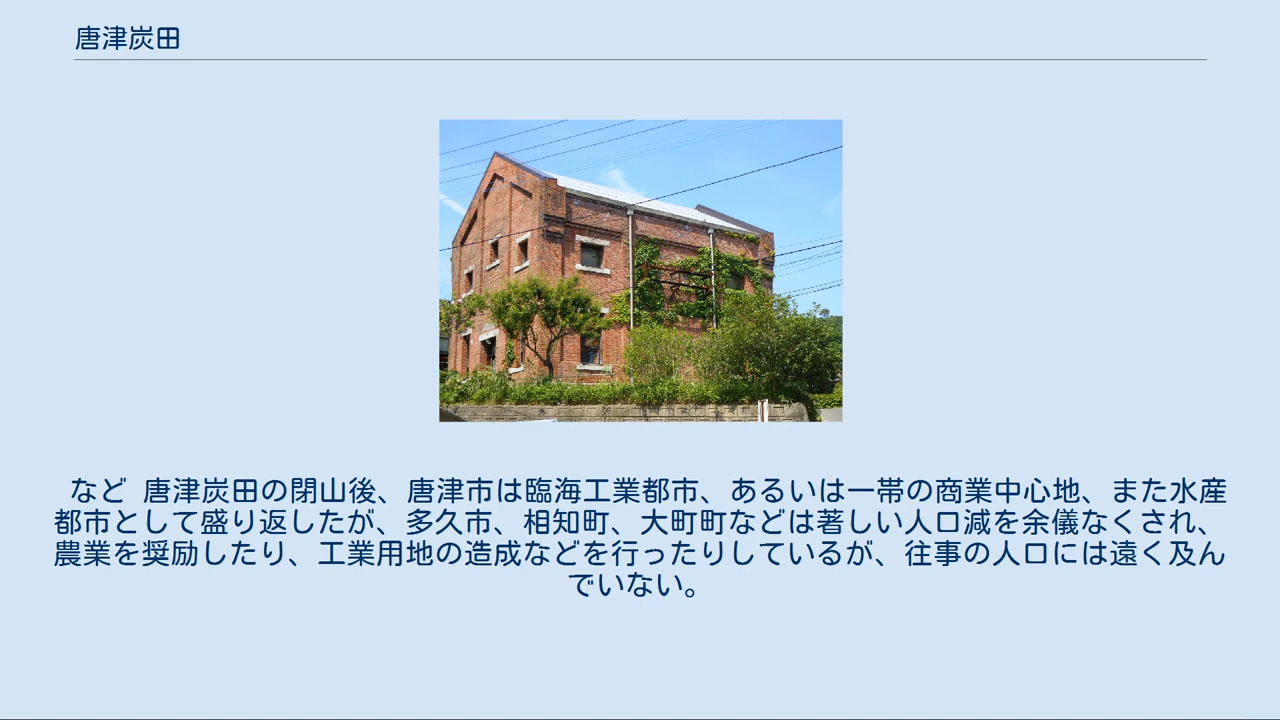 唐津炭田
など 唐津炭田の閉山後、唐津市は臨海工業都市、あるいは一帯の商業中心地、また水産
都市として盛り返したが、多久市、相知町、大町町などは著しい人口減を余儀なくされ、
農業を奨励したり、工業用地の造成などを行ったりしているが、往事の人口には遠く及ん
でいない。